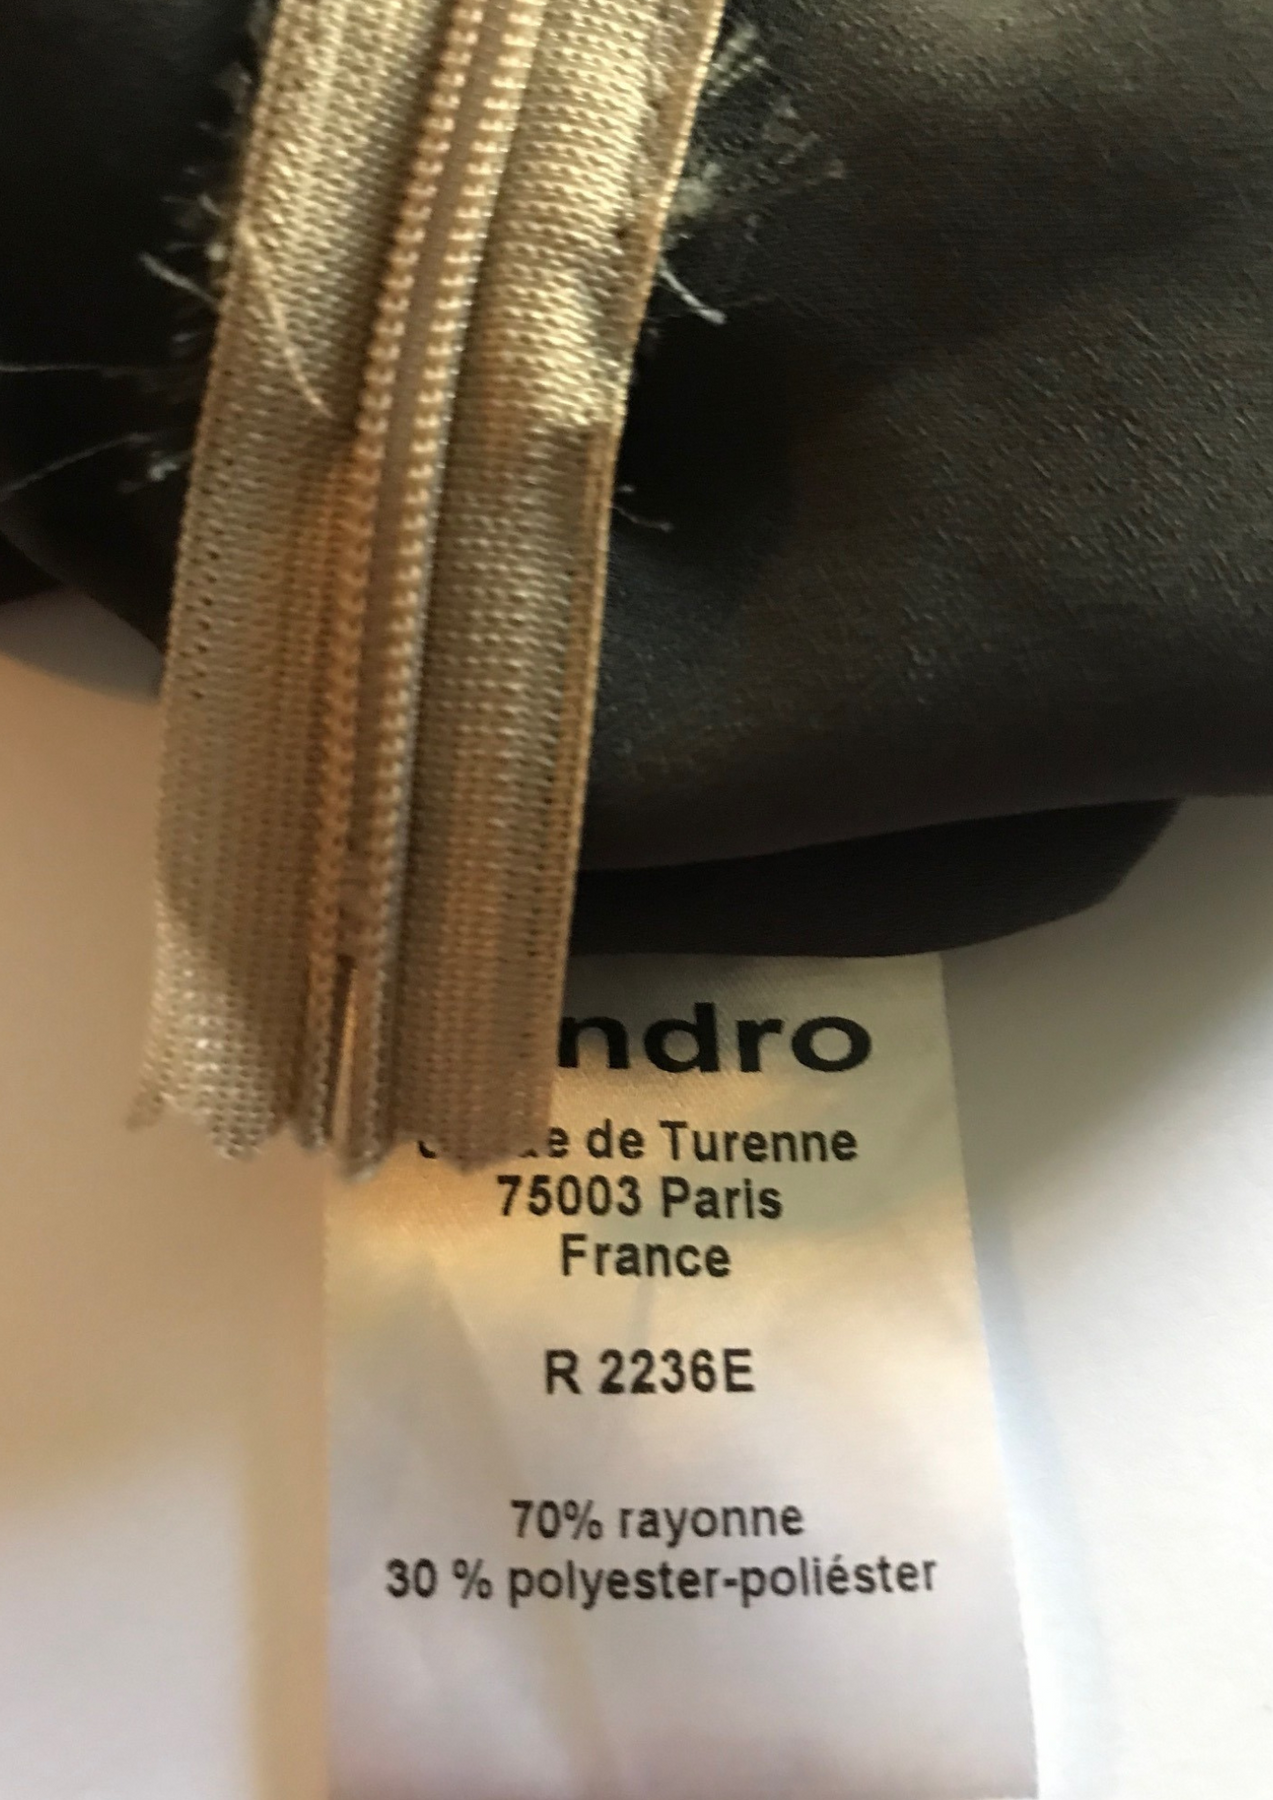 ndro
de Turenne
75003 Paris
France
R 2236E
70% rayonne
30 % polyester-poliéster